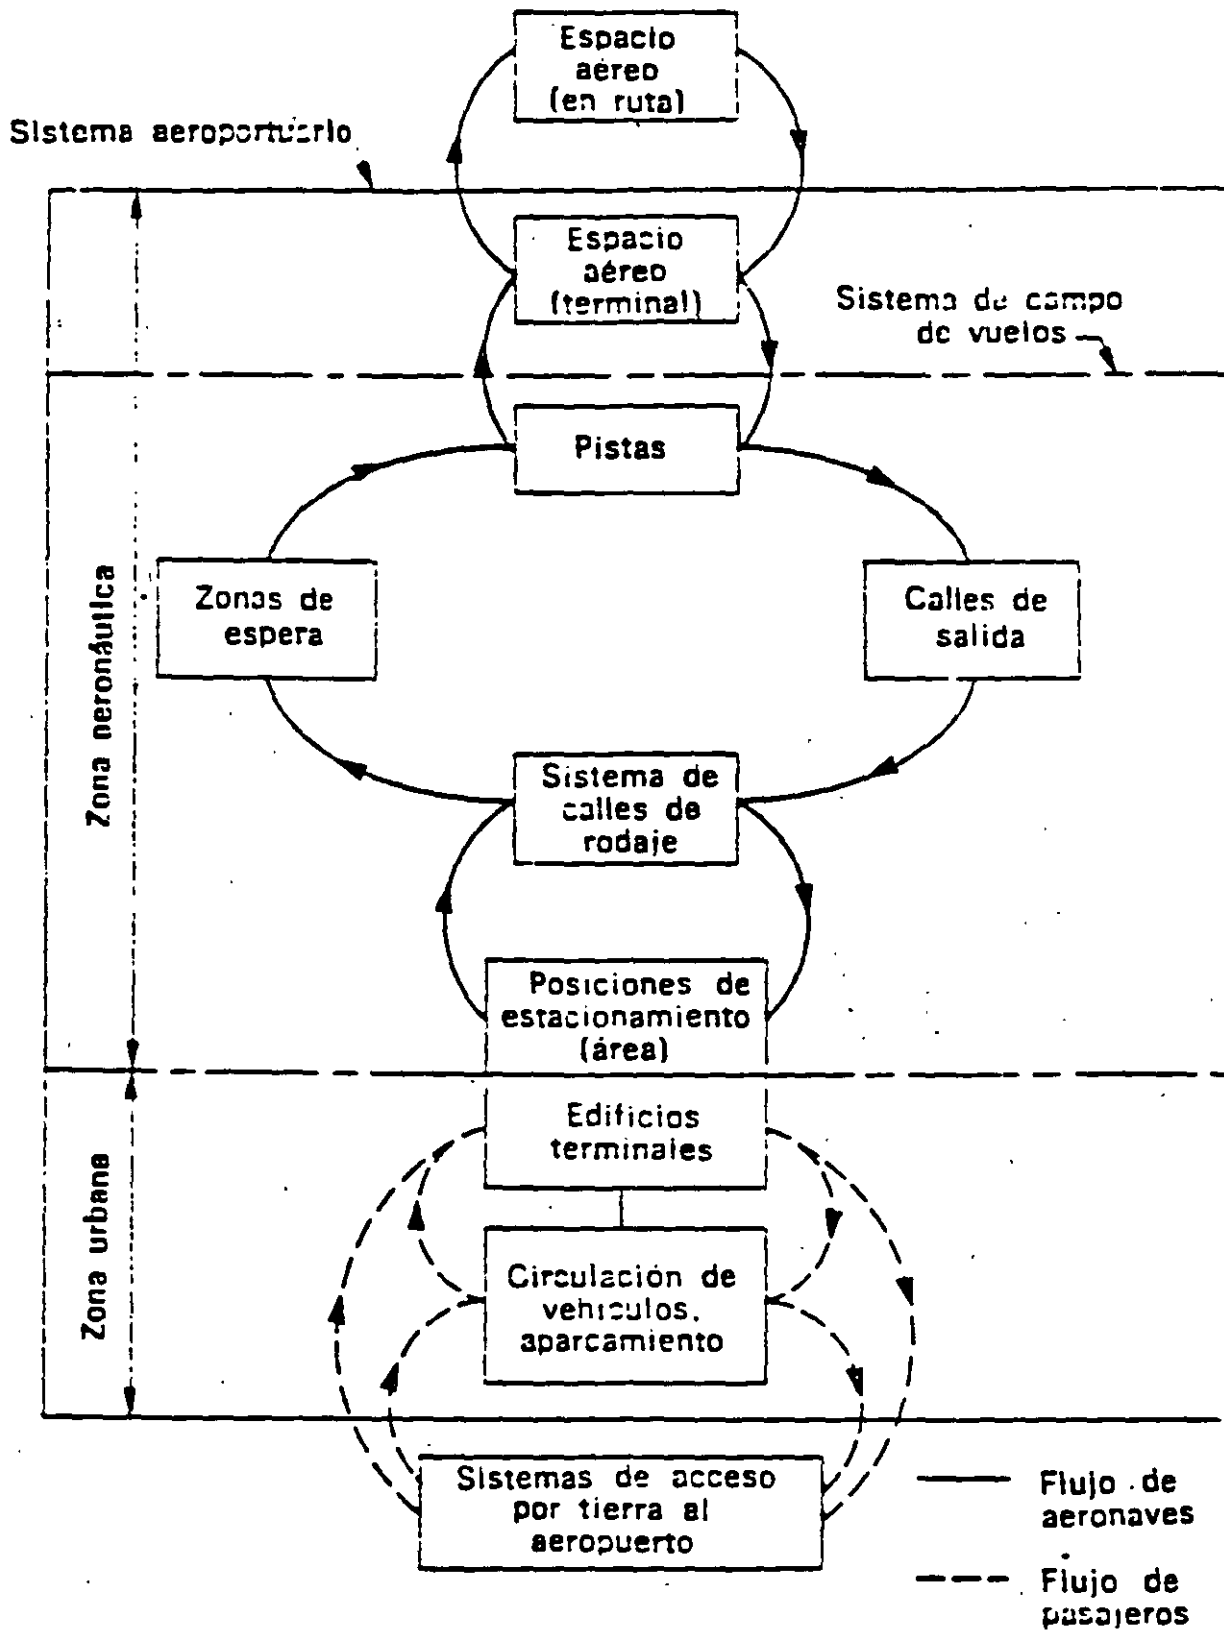 Espacio
aéreo
(en ruta)
Sistema aeroportuario
Espacio
aéreo
(terminal)
Sistema de campo
de vuelos
Pistas
Zonas de
espera
Calles de
salida
Zona aeronáutica
Sistema de
calles de
rodaje
Posiciones de
estacionamiento
(área)
Edificios
terminales
Zona urbana
Circulación de
vehículos,
aparcamiento
Sistemas de acceso
por tierra al
aeropuerto
Flujo de
aeronaves
Flujo de
pasajeros